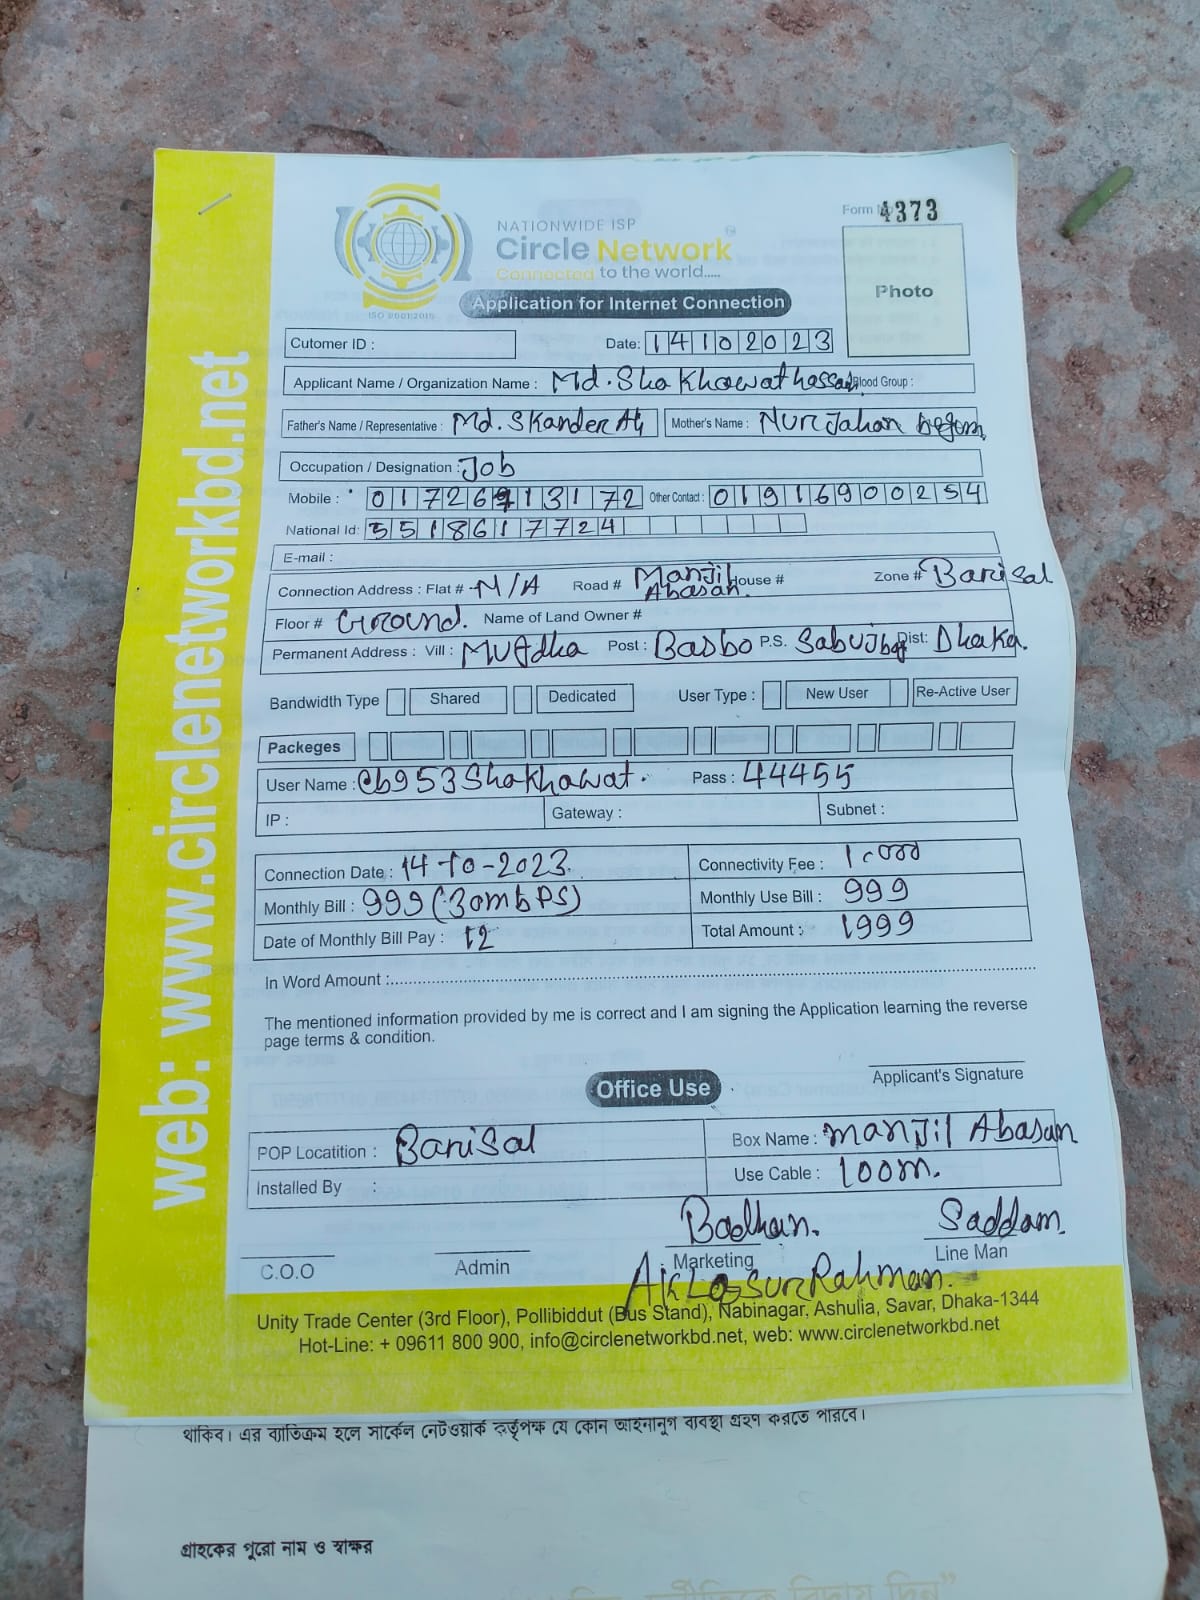 web: www.circlenetworkbd.net
NATIONWIDE ISP
Circle Network
Connected to the world.....
ISO 9001:2015
Application for Internet Connection
Form 4373
Photo
Cutomer ID :
Date: 14102023
Applicant Name / Organization Name : Md. Shakhawat hossan Blood Group :
Father's Name / Representative : Md. Skander Ali Mother's Name : Nur Jahan begom
Occupation / Designation : Job
Mobile : 01726 13172 Other Contact : 01916900254
National Id: 5518617724
E-mail :
Connection Address : Flat # N/A Road # Manjil Abasan. House # Zone # Barisal
Floor # Ground. Name of Land Owner #
Permanent Address : Vill : Post : Basbo P.S. Sabujbag Dist: Dhaka.
Bandwidth Type Shared Dedicated User Type : New User Re-Active User
Packeges
User Name : cb953Shakhawat. Pass : 44455
IP : Gateway : Subnet :
Connection Date : 14-10-2023. Connectivity Fee : 1000
Monthly Bill : 999 (30mbPS) Monthly Use Bill : 999
Date of Monthly Bill Pay : 12 Total Amount : 1999
In Word Amount :
The mentioned information provided by me is correct and I am signing the Application learning the reverse
page terms & condition.
Applicant's Signature
Office Use
POP Locatition : Barisal Box Name : Manjil Abasan
Installed By : Use Cable : 100m.
Badhan. Saddam.
C.O.O Admin Marketing Line Man
Rahman.
Unity Trade Center (3rd Floor), Pollibiddut (Bus Stand), Nabinagar, Ashulia, Savar, Dhaka-1344
Hot-Line: + 09611 800 900, info@circlenetworkbd.net, web: www.circlenetworkbd.net
থাকিব। এর ব্যতিক্রম হলে সার্কেল নেটওয়ার্ক কর্তৃপক্ষ যে কোন আইনানুগ ব্যবস্থা গ্রহণ করতে পারবে।
গ্রাহকের পুরো নাম ও স্বাক্ষর